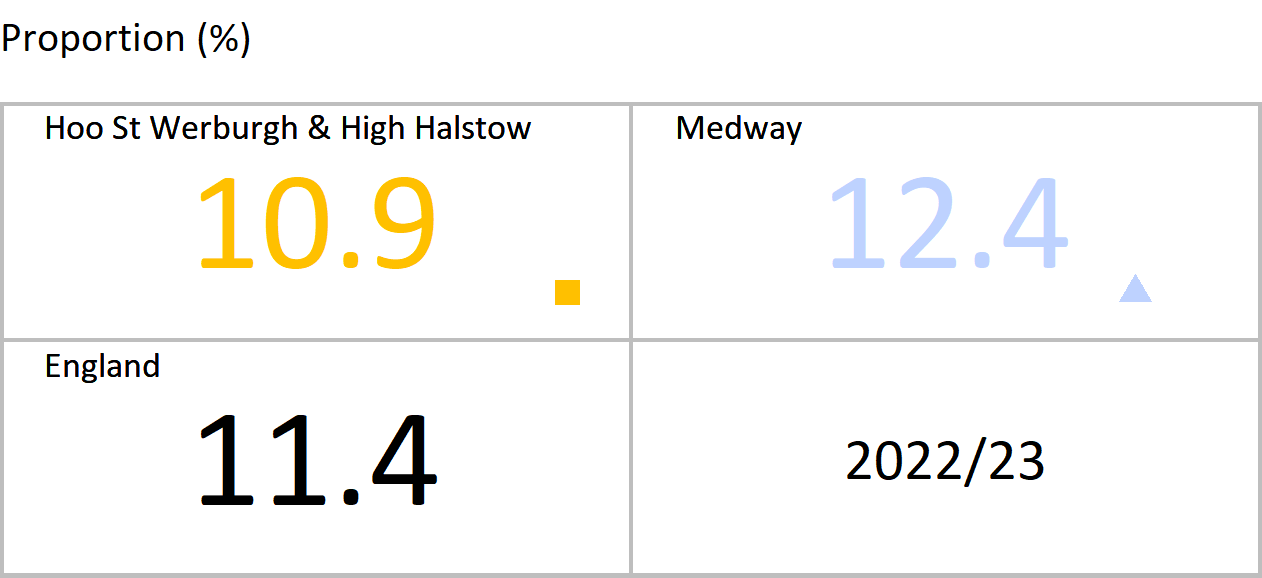 Proportion (%)
Hoo St Werburgh & High Halstow
10.9
Medway
12.4
England
11.4
2022/23